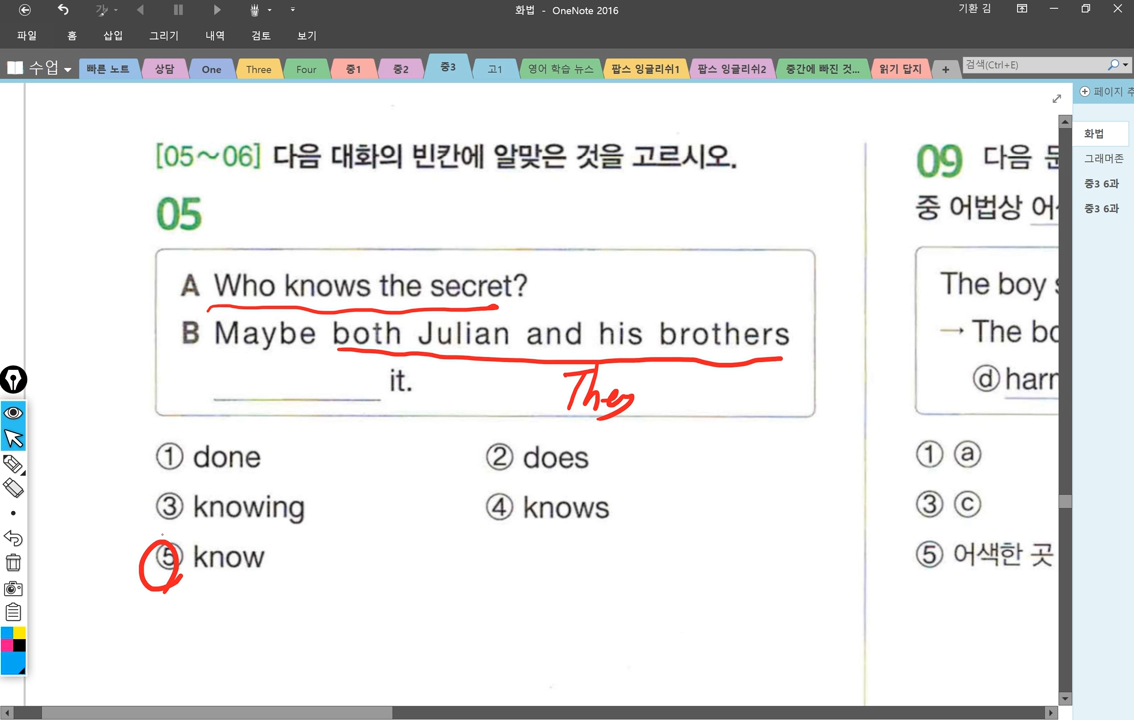 화법 - OneNote 2016
기환 김
파일 홈 삽입 그리기 내역 검토 보기
수업 빠른 노트 상담 One Three Four 중1 중2 중3 고1 영어 학습 뉴스 팝스 잉글리쉬1 팝스 잉글리쉬2 중간에 빠진 것... 읽기 답지 + 검색(Ctrl+E)
페이지 추
화법
그래머존
중3 6과
중3 6과
[05~06] 다음 대화의 빈칸에 알맞은 것을 고르시오.
05
A Who knows the secret?
B Maybe both Julian and his brothers
____________ it.
They
① done ② does
③ knowing ④ knows
⑤ know
09 다음 문
중 어법상 어
The boy s
→ The bo
ⓓ harm
① ⓐ
③ ⓒ
⑤ 어색한 곳